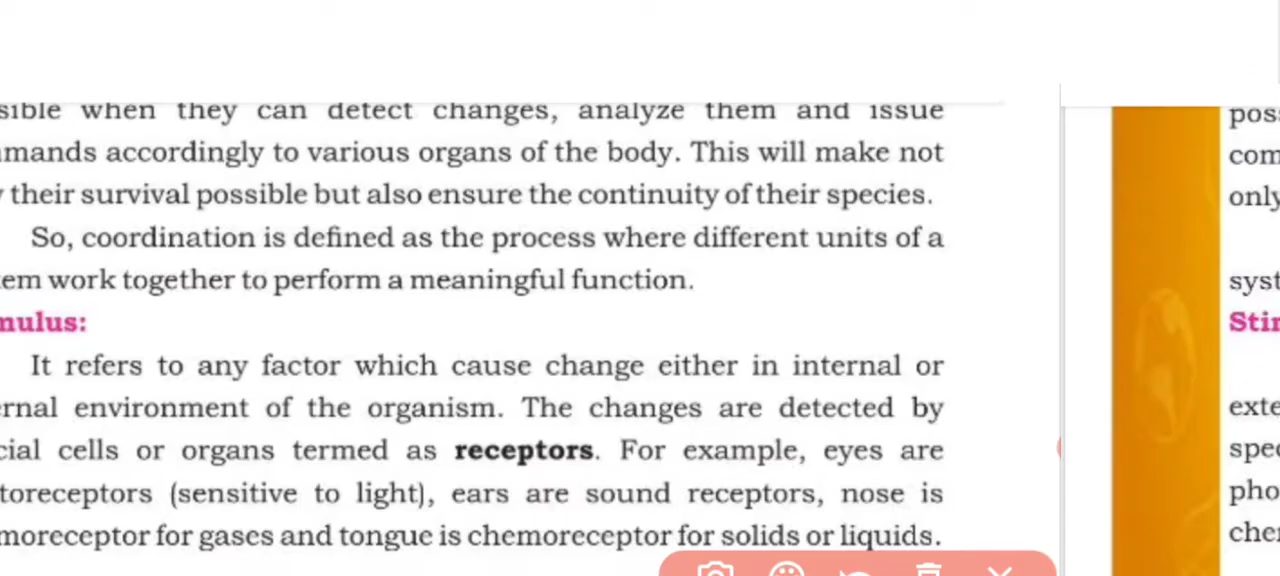 sible when they can detect changes, analyze them and issue
mands accordingly to various organs of the body. This will make not
their survival possible but also ensure the continuity of their species.
So, coordination is defined as the process where different units of a
em work together to perform a meaningful function.
mulus:
It refers to any factor which cause change either in internal or
ernal environment of the organism. The changes are detected by
cial cells or organs termed as receptors. For example, eyes are
toreceptors (sensitive to light), ears are sound receptors, nose is
moreceptor for gases and tongue is chemoreceptor for solids or liquids.
poss
com
only
syst
Stin
exte
spec
pho
cher